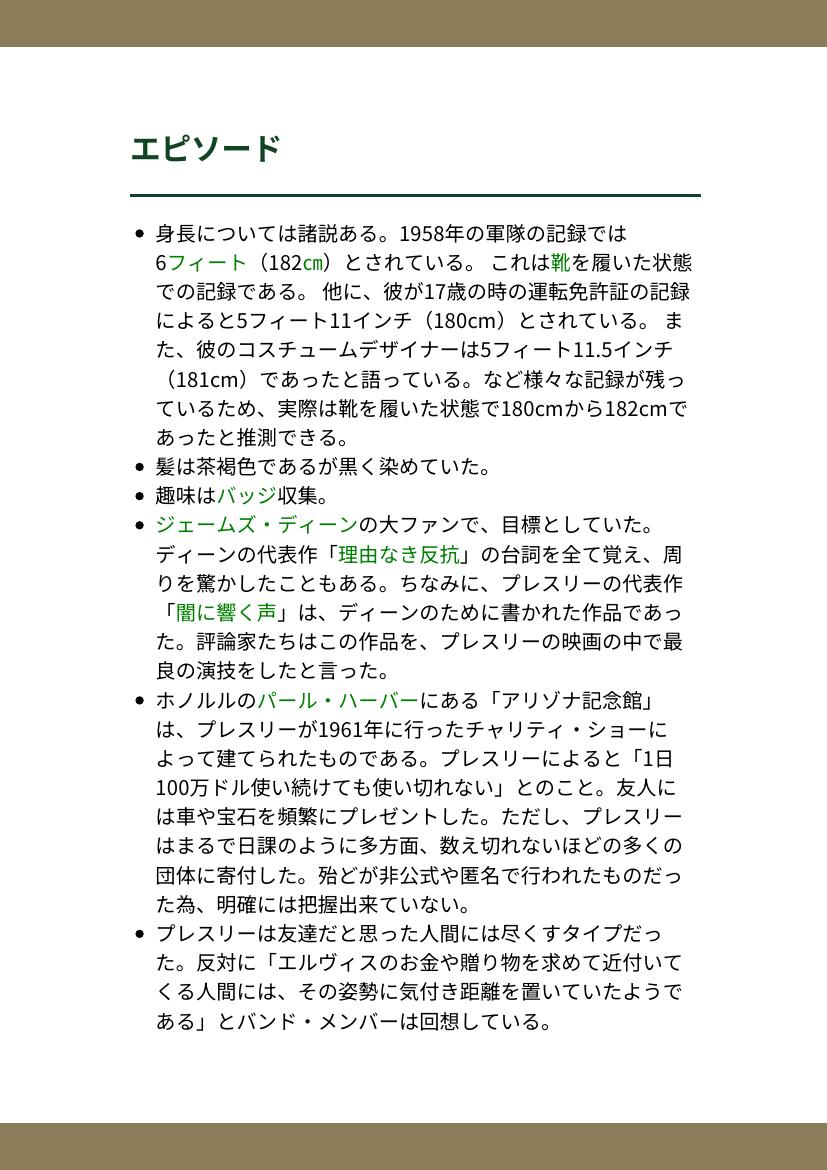 エピソード
身長については諸説ある。1958年の軍隊の記録では
6フィート（182㎝）とされている。 これは靴を履いた状態
での記録である。 他に、彼が17歳の時の運転免許証の記録
によると5フィート11インチ（180cm）とされている。 ま
た、彼のコスチュームデザイナーは5フィート11.5インチ
（181cm）であったと語っている。など様々な記録が残っ
ているため、実際は靴を履いた状態で180cmから182cmで
あったと推測できる。
髪は茶褐色であるが黒く染めていた。
趣味はバッジ収集。
ジェームズ・ディーンの大ファンで、目標としていた。
ディーンの代表作「理由なき反抗」の台詞を全て覚え、周
りを驚かしたこともある。ちなみに、プレスリーの代表作
「闇に響く声」は、ディーンのために書かれた作品であっ
た。評論家たちはこの作品を、プレスリーの映画の中で最
良の演技をしたと言った。
ホノルルのパール・ハーバーにある「アリゾナ記念館」
は、プレスリーが1961年に行ったチャリティ・ショーに
よって建てられたものである。プレスリーによると「1日
100万ドル使い続けても使い切れない」とのこと。友人に
は車や宝石を頻繁にプレゼントした。ただし、プレスリー
はまるで日課のように多方面、数え切れないほどの多くの
団体に寄付した。殆どが非公式や匿名で行われたものだっ
た為、明確には把握出来ていない。
プレスリーは友達だと思った人間には尽くすタイプだっ
た。反対に「エルヴィスのお金や贈り物を求めて近付いて
くる人間には、その姿勢に気付き距離を置いていたようで
ある」とバンド・メンバーは回想している。